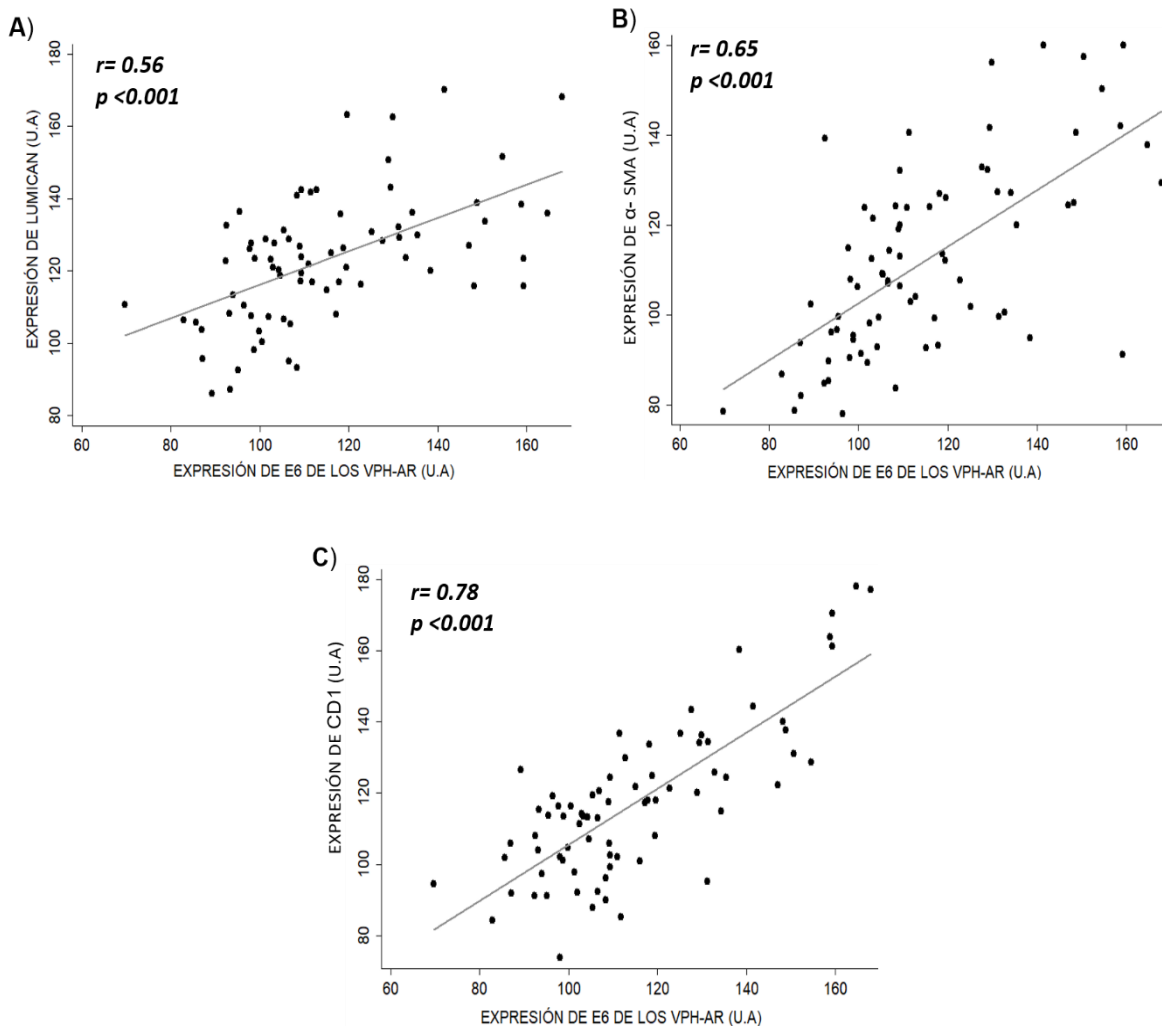 A)
r= 0.56
p <0.001
EXPRESIÓN DE LUMICAN (U.A)
180
160
140
120
100
80
60 80 100 120 140 160
EXPRESIÓN DE E6 DE LOS VPH-AR (U.A)
B)
r= 0.65
p <0.001
EXPRESIÓN DE α- SMA (U.A)
160
140
120
100
80
60 80 100 120 140 160
EXPRESIÓN DE E6 DE LOS VPH-AR (U.A)
C)
r= 0.78
p <0.001
EXPRESIÓN DE CD1 (U.A)
180
160
140
120
100
80
60 80 100 120 140 160
EXPRESIÓN DE E6 DE LOS VPH-AR (U.A)